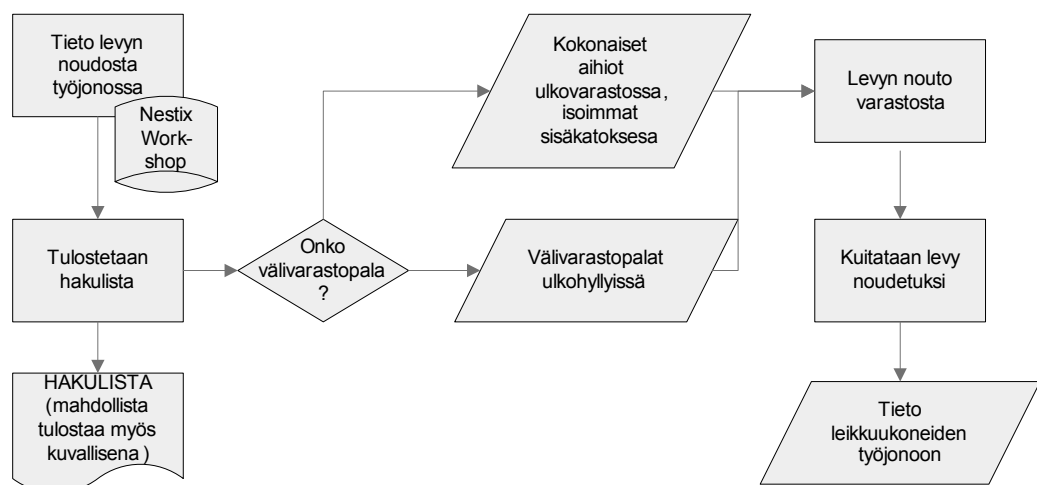 Tieto levyn
noudosta
työjonossa
Nestix
Work-
shop
Tulostetaan
hakulista
HAKULISTA
(mahdollista
tulostaa myös
kuvallisena )
Onko
välivarastopala
?
Kokonaiset
aihiot
ulkovarastossa ,
isoimmat
sisäkatoksesa
Välivarastopalat
ulkohyllyissä
Levyn nouto
varastosta
Kuitataan levy
noudetuksi
Tieto
leikkuukoneiden
työjonoon